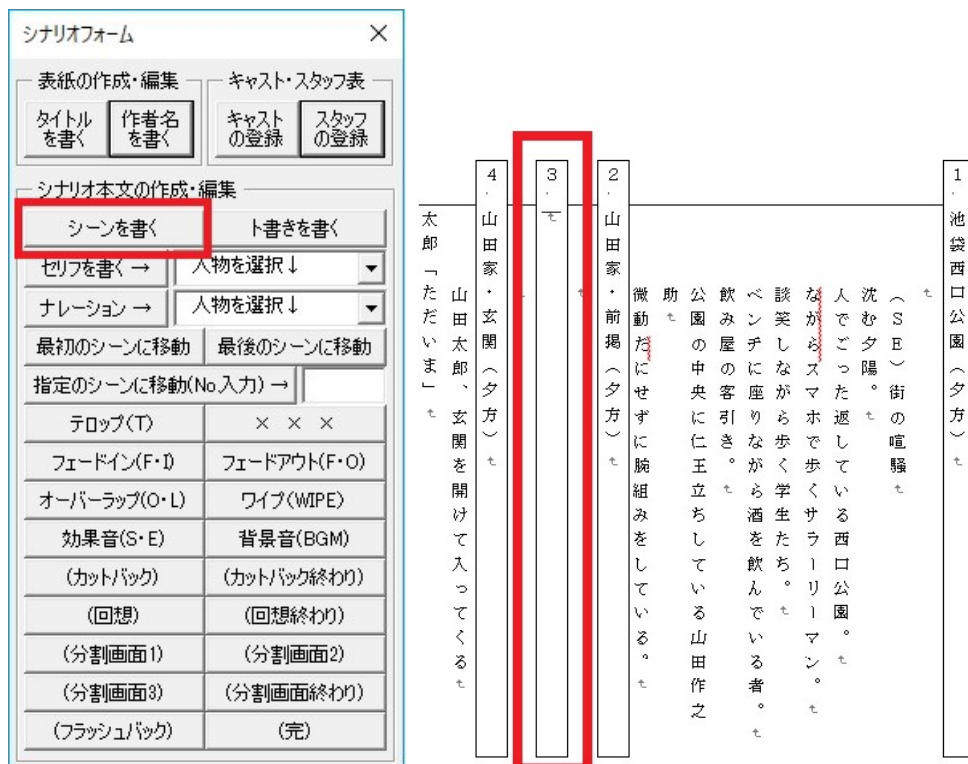 シナリオフォーム
表紙の作成・編集
キャスト・スタッフ表
タイトル
を書く
作者名
を書く
キャスト
の登録
スタッフ
の登録
シナリオ本文の作成・編集
シーンを書く
ト書きを書く
セリフを書く →
人物を選択↓
ナレーション →
人物を選択↓
最初のシーンに移動
最後のシーンに移動
指定のシーンに移動(No.入力) →
テロップ(T)
× × ×
フェードイン(F・I)
フェードアウト(F・O)
オーバーラップ(O・L)
ワイプ(WIPE)
効果音(S・E)
背景音(BGM)
(カットバック)
(カットバック終わり)
(回想)
(回想終わり)
(分割画面1)
(分割画面2)
(分割画面3)
(分割画面終わり)
(フラッシュバック)
(完)
1.池袋西口公園(夕方)
(SE)街の喧騒
沈む夕陽。
人でごった返している西口公園。
ながらズマホで歩くサラーリーマン。
談笑しながら歩く学生たち。
ベンチに座りながら酒を飲んでいる者。
飲み屋の客引き。
公園の中央に仁王立ちしている山田作之
助
微動だにせずに腕組みをしている。
2.山田家・前掲(夕方)
3.
4.山田家・玄関(夕方)
山田太郎、玄関を開けて入ってくる
太郎「ただいま」